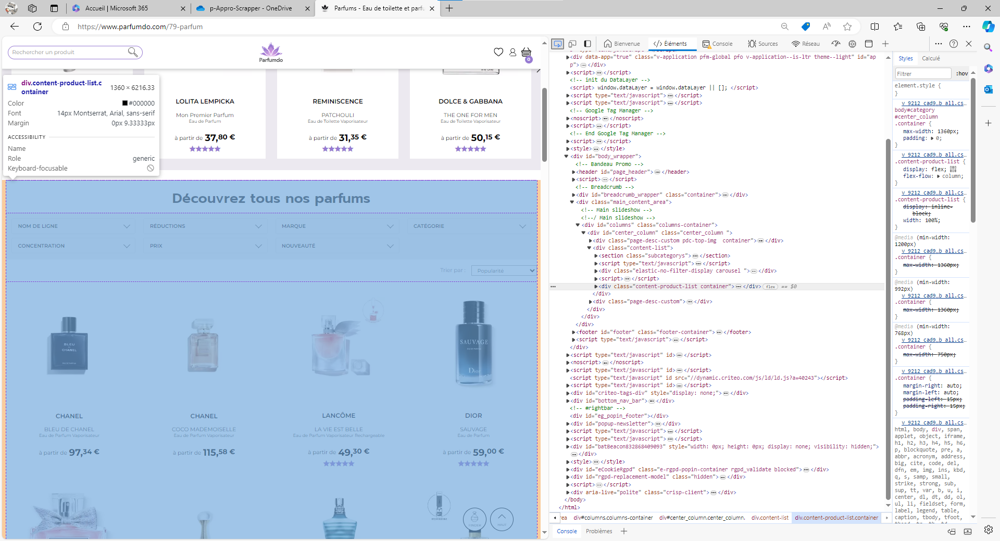 Accueil | Microsoft 365
p-Appro-Scrapper - OneDrive
Parfums - Eau de toilette et parfu
https://www.parfumdo.com/79-parfum
Rechercher un produit
Parfumdo
0
div.content-product-list.c
ontainer
1360 × 6216.33
Color
#000000
Font
14px Montserrat, Arial, sans-serif
Margin
0px 9.33333px
ACCESSIBILITY
Name
Role
generic
Keyboard-focusable
LOLITA LEMPICKA
Mon Premier Parfum
Eau de Parfum
à partir de 37,80 €
REMINISCENCE
PATCHOULI
Eau de Toilette Vaporisateur
à partir de 31,35 €
DOLCE & GABBANA
THE ONE FOR MEN
Eau de Toilette Vaporisateur
à partir de 50,15 €
Découvrez tous nos parfums
NOM DE LIGNE
RÉDUCTIONS
MARQUE
CATÉGORIE
CONCENTRATION
PRIX
NOUVEAUTÉ
Trier par :
Popularité
BLEU
CHANEL
SAUVAGE
Dior
CHANEL
BLEU DE CHANEL
Eau de Parfum Vaporisateur
à partir de 97,34 €
CHANEL
COCO MADEMOISELLE
Eau de Parfum Vaporisateur
à partir de 115,58 €
LANCÔME
LA VIE EST BELLE
Eau de Parfum Vaporisateur Rechargeable
à partir de 49,30 €
DIOR
SAUVAGE
Eau de Parfum
à partir de 59,00 €
FINDER
HAUT
Bienvenue
Éléments
Console
Sources
Réseau
<div data-app="true" class="v-application pfm-global pfo v-application--is-ltr theme--light" id="ap
p"> </div>
<script> </script>
<!-- init du DataLayer -->
<script> window.dataLayer = window.dataLayer || []; </script>
<script type="text/javascript"> </script>
<script type="text/javascript"> </script>
<!-- Google Tag Manager -->
<noscript> </noscript>
<script> </script>
<!-- End Google Tag Manager -->
<script> </script>
<style> </style>
<div id="body_wrapper">
<!-- Bandeau Promo -->
<header id="page_header"> </header>
<script> </script>
<!-- Breadcrumb -->
<div id="breadcrumb_wrapper" class="container"> </div>
<div class="main_content_area">
<!-- Main slideshow -->
<!--/ Main slideshow -->
<div id="columns" class="columns-container">
<div id="center_column" class="center_column ">
<div class="page-desc-custom pdc-top-img  container"> </div>
<div class="content-list">
<section class="subcategorys"> </section>
<script type="text/javascript"> </script>
<div class="elastic-no-filter-display carousel "> </div>
<script> </script>
<div class="content-product-list container"> </div> flex == $0
</div>
<div class="page-desc-custom"> </div>
</div>
</div>
</div>
<footer id="footer" class="footer-container"> </footer>
<script type="text/javascript"> </script>
</div>
<script type="text/javascript" id> </script>
<noscript> </noscript>
<script type="text/javascript" id> </script>
<script type="text/javascript" id src="//dynamic.criteo.com/js/ld/ld.js?a=40243"></script>
<script type="text/javascript" id> </script>
<div id="criteo-tags-div" style="display: none;"> </div>
<div id="bottom_nav_bar"> </div>
<!-- #rightbar -->
<div id="eg_popin_footer"></div>
<div id="popup-newsletter"> </div>
<script type="text/javascript"> </script>
<script type="text/javascript"> </script>
<div id="batBeacon832868409093" style="width: 0px; height: 0px; display: none; visibility: hidden;">
</div>
<style> </style>
<div id="eCookieRgpd" class="e-rgpd-popin-container rgpd_validate blocked"> </div>
<div id="rgpd-replacement-model" class="hidden"> </div>
<script> </script>
<div aria-live="polite" class="crisp-client"> </div>
</body>
</html>
rea
div#columns.columns-container
div#center_column.center_column.
div.content-list
div.content-product-list.container
Console
Problèmes
Styles
Calculé
Filtrer
:hov
element.style {
}
v_9212_cad9…b_all.cs…
body#category
#center_column
.container {
max-width: 1360px;
padding: 0;
}
v_9212_cad9…b_all.cs…
.content-product-list {
display: flex;
flex-flow: column;
}
v_9212_cad9…b_all.cs…
.content-product-list {
display: inline-
block;
width: 100%;
}
@media (min-width:
1200px)
v_9212_cad9…b_all.cs…
.container {
max-width: 1360px;
}
@media (min-width:
992px)
v_9212_cad9…b_all.cs…
.container {
max-width: 1360px;
}
@media (min-width:
768px)
v_9212_cad9…b_all.cs…
.container {
max-width: 750px;
}
v_9212_cad9…b_all.cs…
.container {
margin-right: auto;
margin-left: auto;
padding-left: 15px;
padding-right: 15px;
}
v_9212_cad9…b_all.cs…
html, body, div, span,
applet, object, iframe,
h1, h2, h3, h4, h5, h6,
p, blockquote, pre, a,
abbr, acronym, address,
big, cite, code, del,
dfn, em, img, ins, kbd,
q, s, samp, small,
strike, strong, sub,
sup, tt, var, b, u, i,
center, dl, dt, dd, ol,
ul, li, fieldset, form,
label, legend, table,
caption, tbody, tfoot,